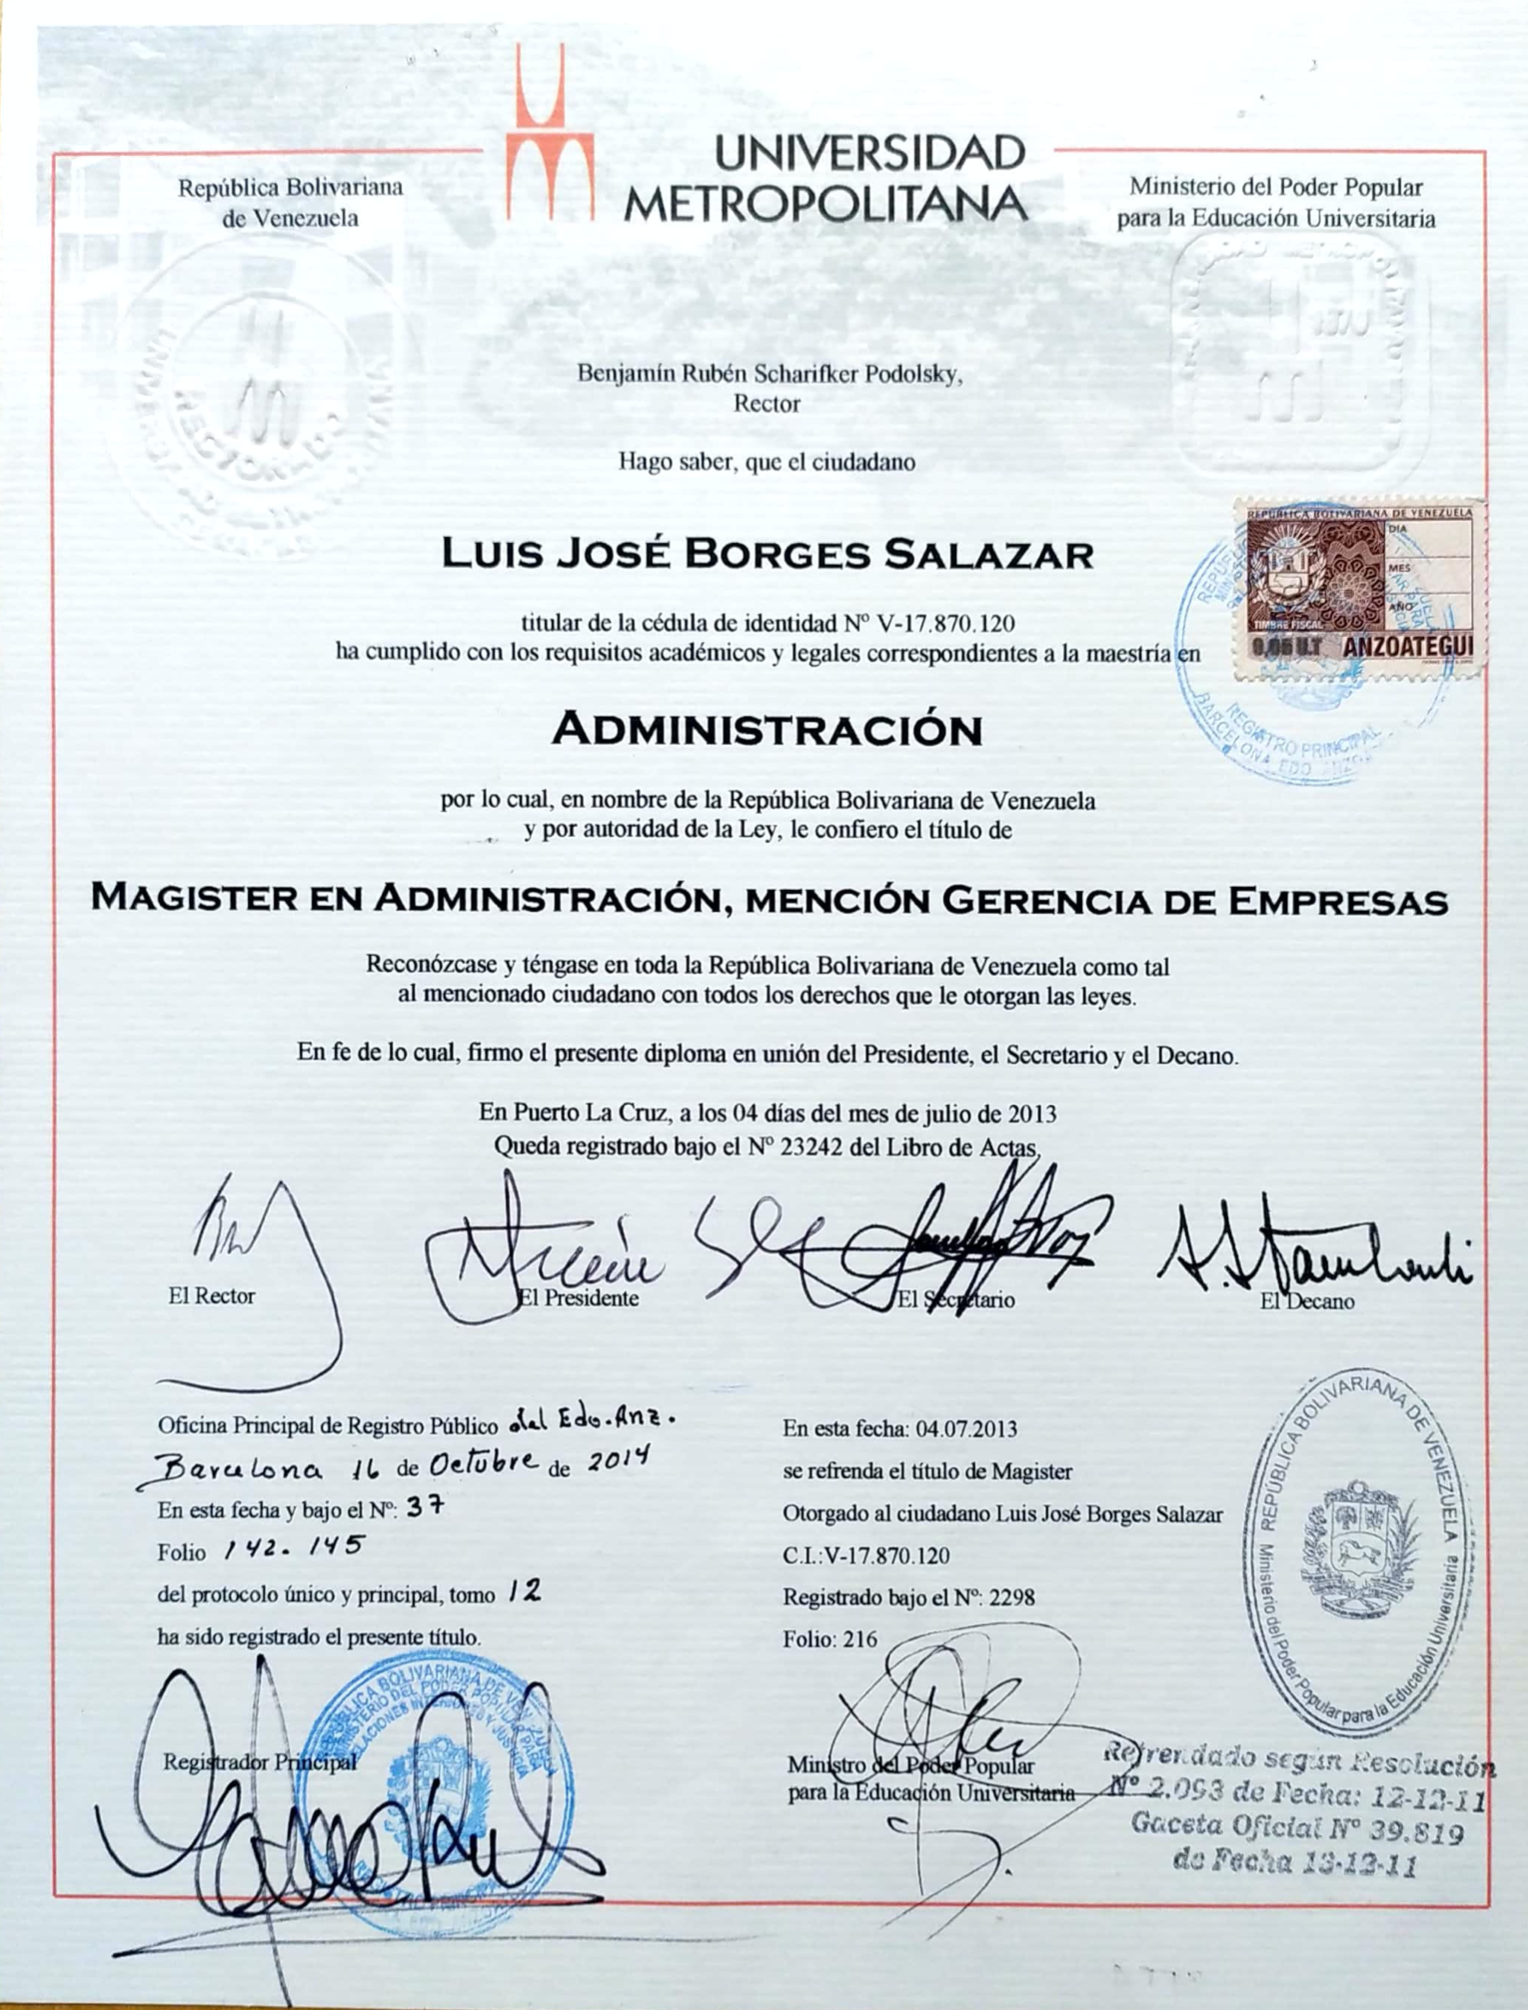 UNIVERSIDAD
METROPOLITANA
República Bolivariana
de Venezuela
Ministerio del Poder Popular
para la Educación Universitaria
Benjamín Rubén Scharifker Podolsky,
Rector
Hago saber, que el ciudadano
LUIS JOSÉ BORGES SALAZAR
REPÚBLICA BOLIVARIANA DE VENEZUELA
DIA
MES
AÑO
TIMBRE FISCAL
0,05 U.T ANZOATEGUI
REGISTRO PRINCIPAL
BARCELONA EDO
titular de la cédula de identidad Nº V-17.870.120
ha cumplido con los requisitos académicos y legales correspondientes a la maestría en
ADMINISTRACIÓN
por lo cual, en nombre de la República Bolivariana de Venezuela
y por autoridad de la Ley, le confiero el título de
MAGISTER EN ADMINISTRACIÓN, MENCIÓN GERENCIA DE EMPRESAS
Reconózcase y téngase en toda la República Bolivariana de Venezuela como tal
al mencionado ciudadano con todos los derechos que le otorgan las leyes.
En fe de lo cual, firmo el presente diploma en unión del Presidente, el Secretario y el Decano.
En Puerto La Cruz, a los 04 días del mes de julio de 2013
Queda registrado bajo el Nº 23242 del Libro de Actas,
El Rector
El Presidente
El Secretario
El Decano
Oficina Principal de Registro Público del Edo. Anz.
Barcelona 16 de Octubre de 2014
En esta fecha y bajo el Nº: 37
Folio 142. 145
del protocolo único y principal, tomo 12
ha sido registrado el presente título.
Registrador Principal
En esta fecha: 04.07.2013
se refrenda el título de Magister
Otorgado al ciudadano Luis José Borges Salazar
C.I.:V-17.870.120
Registrado bajo el Nº: 2298
Folio: 216
Ministro del Poder Popular
para la Educación Universitaria
REPÚBLICA BOLIVARIANA DE VENEZUELA
Ministerio del Poder Popular para la Educación Universitaria
Refrendado según Resolución
Nº 2.093 de Fecha: 12-12-11
Gaceta Oficial Nº 39.819
de Fecha 13-12-11